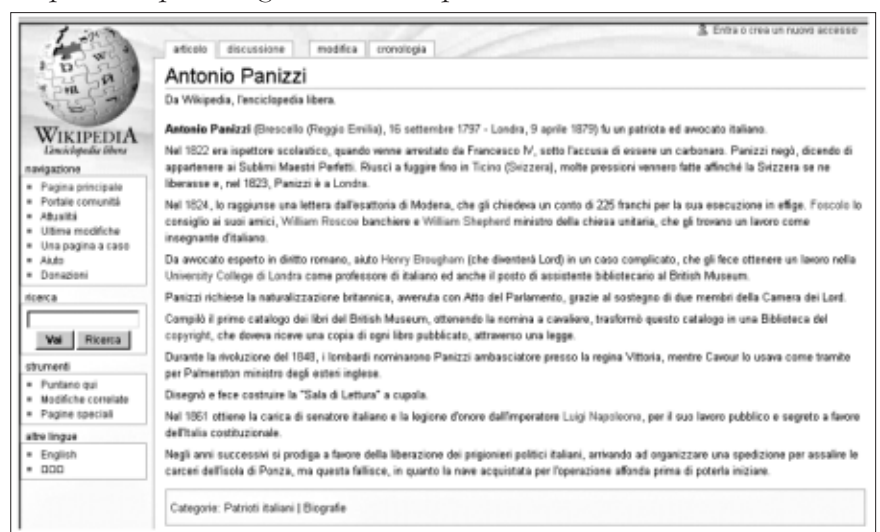 Entra o crea un nuovo accesso
articolo discussione modifica cronologia
Antonio Panizzi
Da Wikipedia, l'enciclopedia libera.
WIKIPEDIA
L'enciclopedia libera
navigazione
Pagina principale
Portale comunità
Attualità
Ultime modifiche
Una pagina a caso
Aiuto
Donazioni
ricerca
Vai Ricerca
strumenti
Puntano qui
Modifiche correlate
Pagine speciali
altre lingue
English
Antonio Panizzi (Brescello (Reggio Emilia), 16 settembre 1797 - Londra, 9 aprile 1879) fu un patriota ed avvocato italiano.
Nel 1822 era ispettore scolastico, quando venne arrestato da Francesco IV, sotto l'accusa di essere un carbonaro. Panizzi negò, dicendo di
appartenere ai Sublimi Maestri Perfetti. Riuscì a fuggire fino in Ticino (Svizzera), molte pressioni vennero fatte affinché la Svizzera se ne
liberasse e, nel 1823, Panizzi è a Londra.
Nel 1824, lo raggiunse una lettera dall'esattoria di Modena, che gli chiedeva un conto di 225 franchi per la sua esecuzione in effige. Foscolo lo
consiglio ai suoi amici, William Roscoe banchiere e William Shepherd ministro della chiesa unitaria, che gli trovano un lavoro come
insegnante d'italiano.
Da avvocato esperto in diritto romano, aiuto Henry Brougham (che diventerà Lord) in un caso complicato, che gli fece ottenere un lavoro nella
University College di Londra come professore di italiano ed anche il posto di assistente bibliotecario al British Museum.
Panizzi richiese la naturalizzazione britannica, avvenuta con Atto del Parlamento, grazie al sostegno di due membri della Camera dei Lord.
Compilò il primo catalogo dei libri del British Museum, ottenendo la nomina a cavaliere, trasformò questo catalogo in una Biblioteca del
copyright, che doveva riceve una copia di ogni libro pubblicato, attraverso una legge.
Durante la rivoluzione del 1848, i lombardi nominarono Panizzi ambasciatore presso la regina Vittoria, mentre Cavour lo usava come tramite
per Palmerston ministro degli esteri inglese.
Disegnò e fece costruire la "Sala di Lettura" a cupola.
Nel 1861 ottiene la carica di senatore italiano e la legione d'onore dall'imperatore Luigi Napoleone, per il suo lavoro pubblico e segreto a favore
dell'Italia costituzionale.
Negli anni successivi si prodiga a favore della liberazione dei prigionieri politici italiani, arrivando ad organizzare una spedizione per assalire le
carceri dell'isola di Ponza, ma questa fallisce, in quanto la nave acquistata per l'operazione affonda prima di poterla iniziare.
Categorie: Patrioti italiani | Biografie